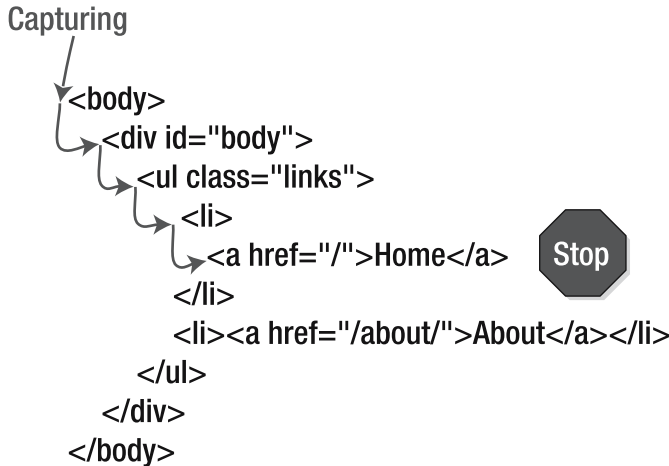 Capturing
<body>
<div id="body">
<ul class="links">
<li>
<a href="/">Home</a>
Stop
</li>
<li><a href="/about/">About</a></li>
</ul>
</div>
</body>